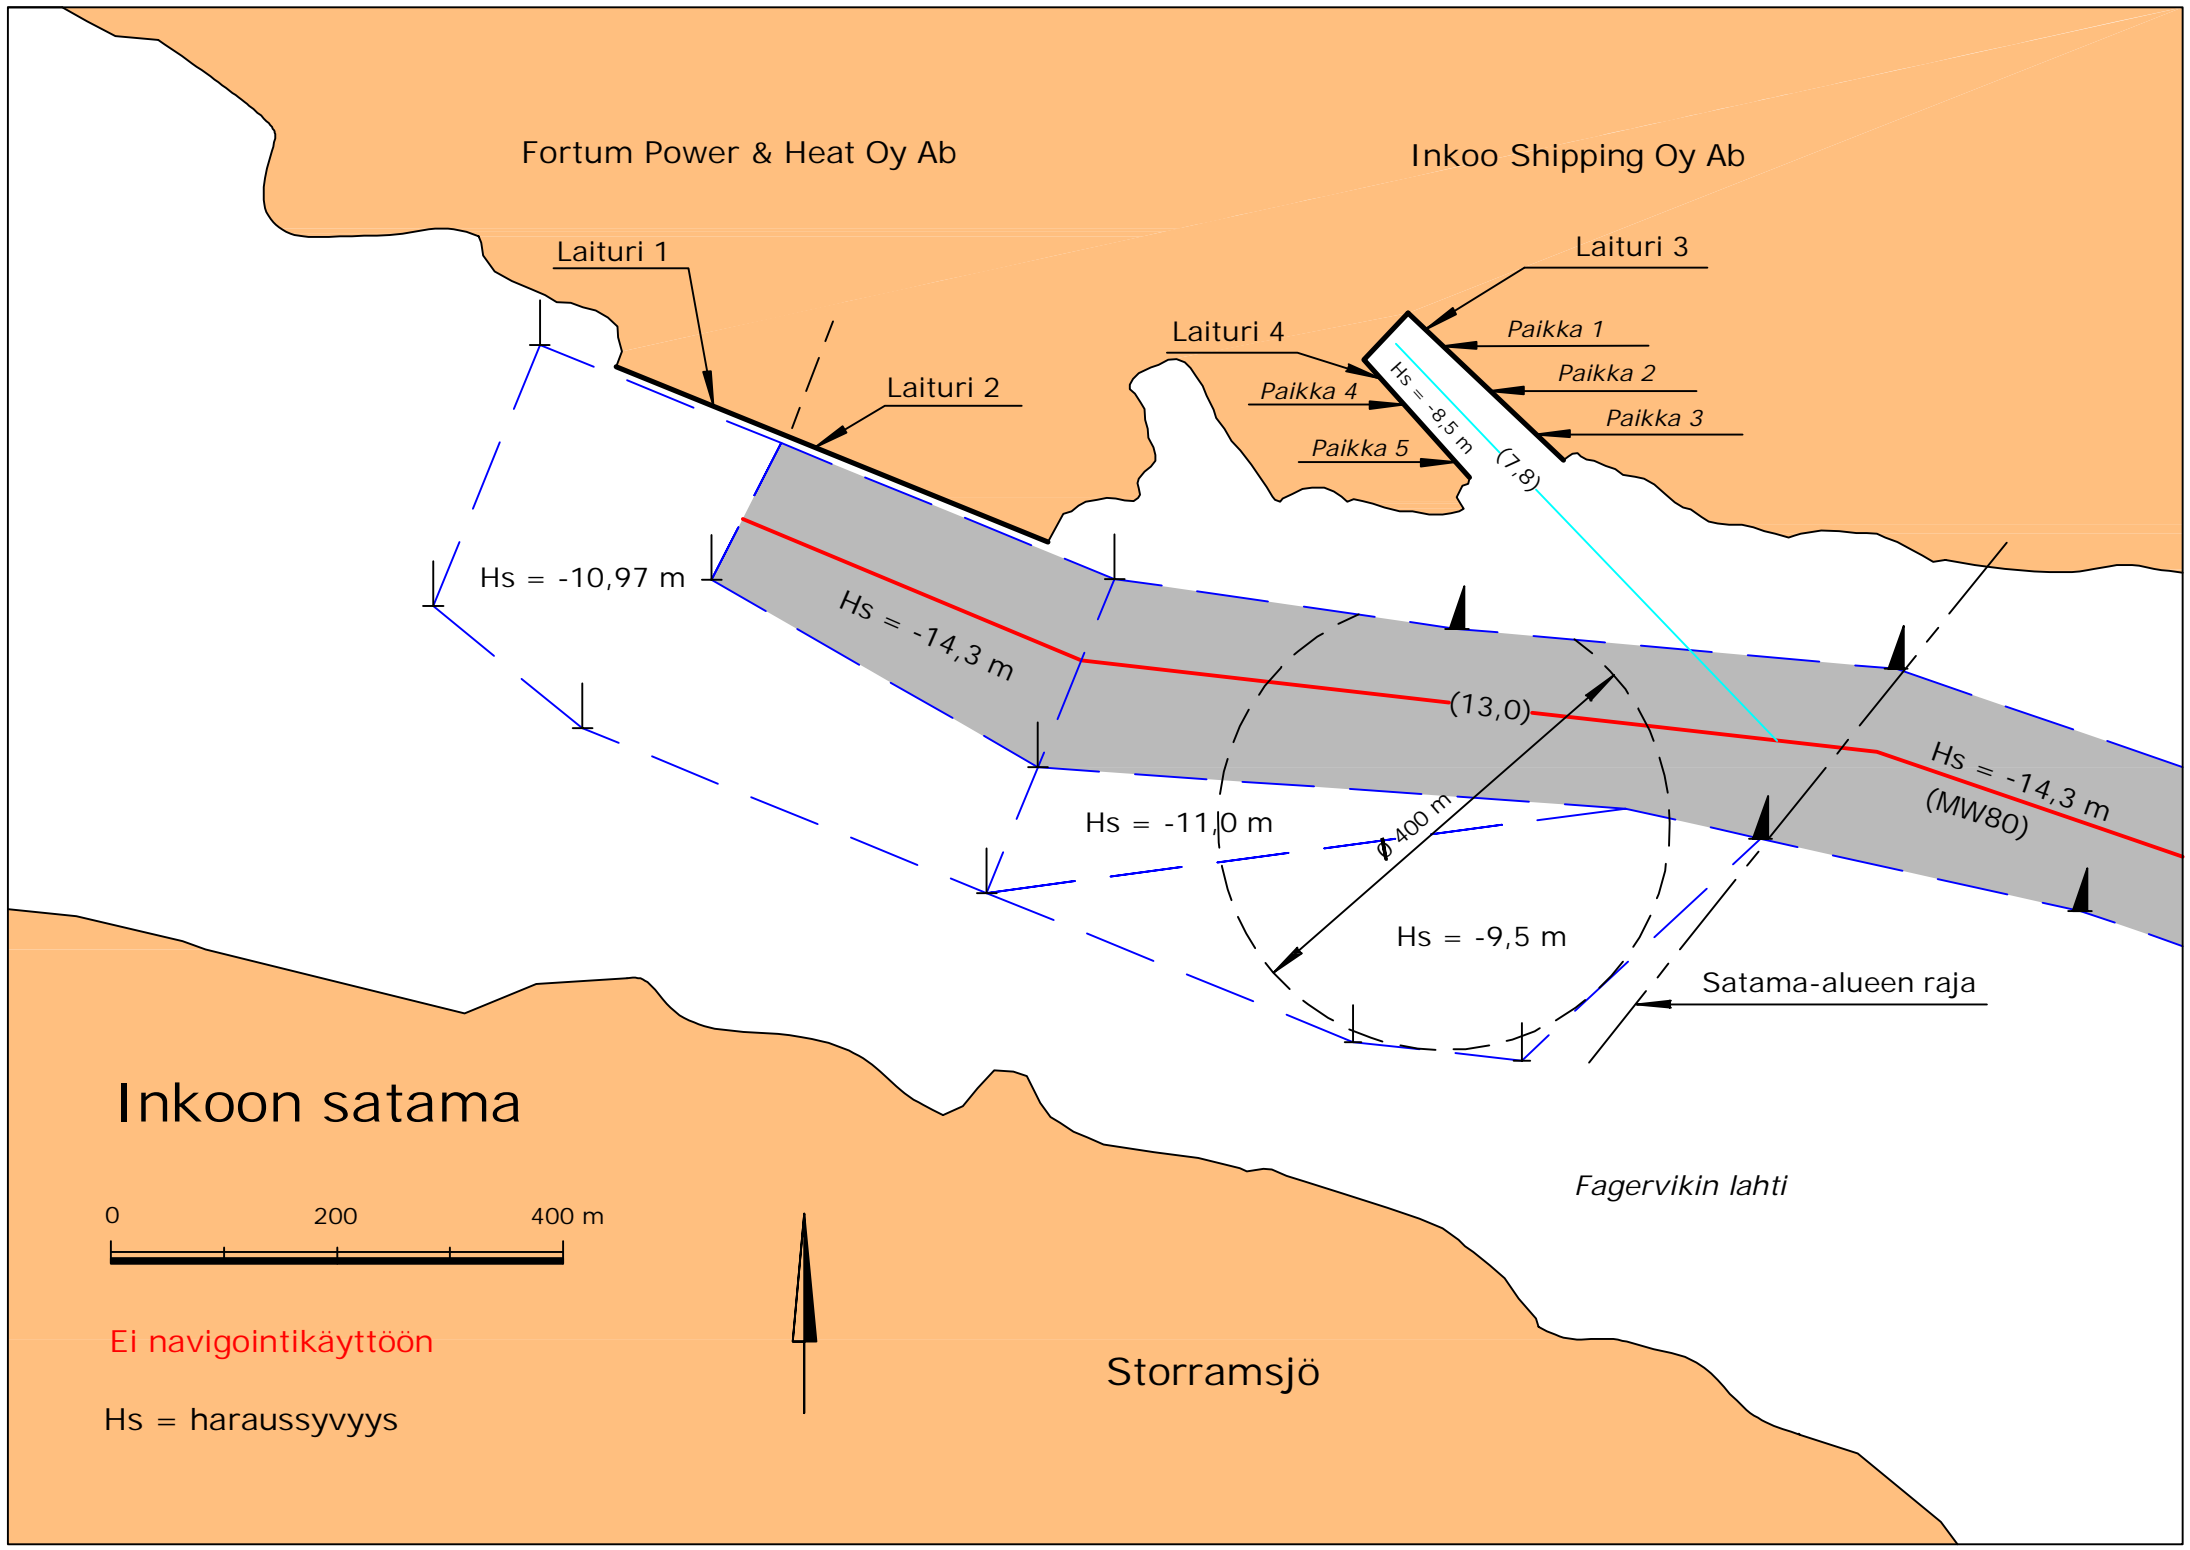 Fortum Power & Heat Oy Ab
Inkoo Shipping Oy Ab
Laituri 1
Laituri 3
Laituri 4
Paikka 1
Laituri 2
Paikka 2
Paikka 4
Paikka 3
Paikka 5
Hs = -8,5 m
(7,8)
Hs = -10,97 m
Hs = -14,3 m
(13,0)
Hs = -14,3 m
(MW80)
Hs = -11,0 m
Ø 400 m
Hs = -9,5 m
Satama-alueen raja
Inkoon satama
Fagervikin lahti
0 200 400 m
Ei navigointikäyttöön
Storramsjö
Hs = haraussyvyys